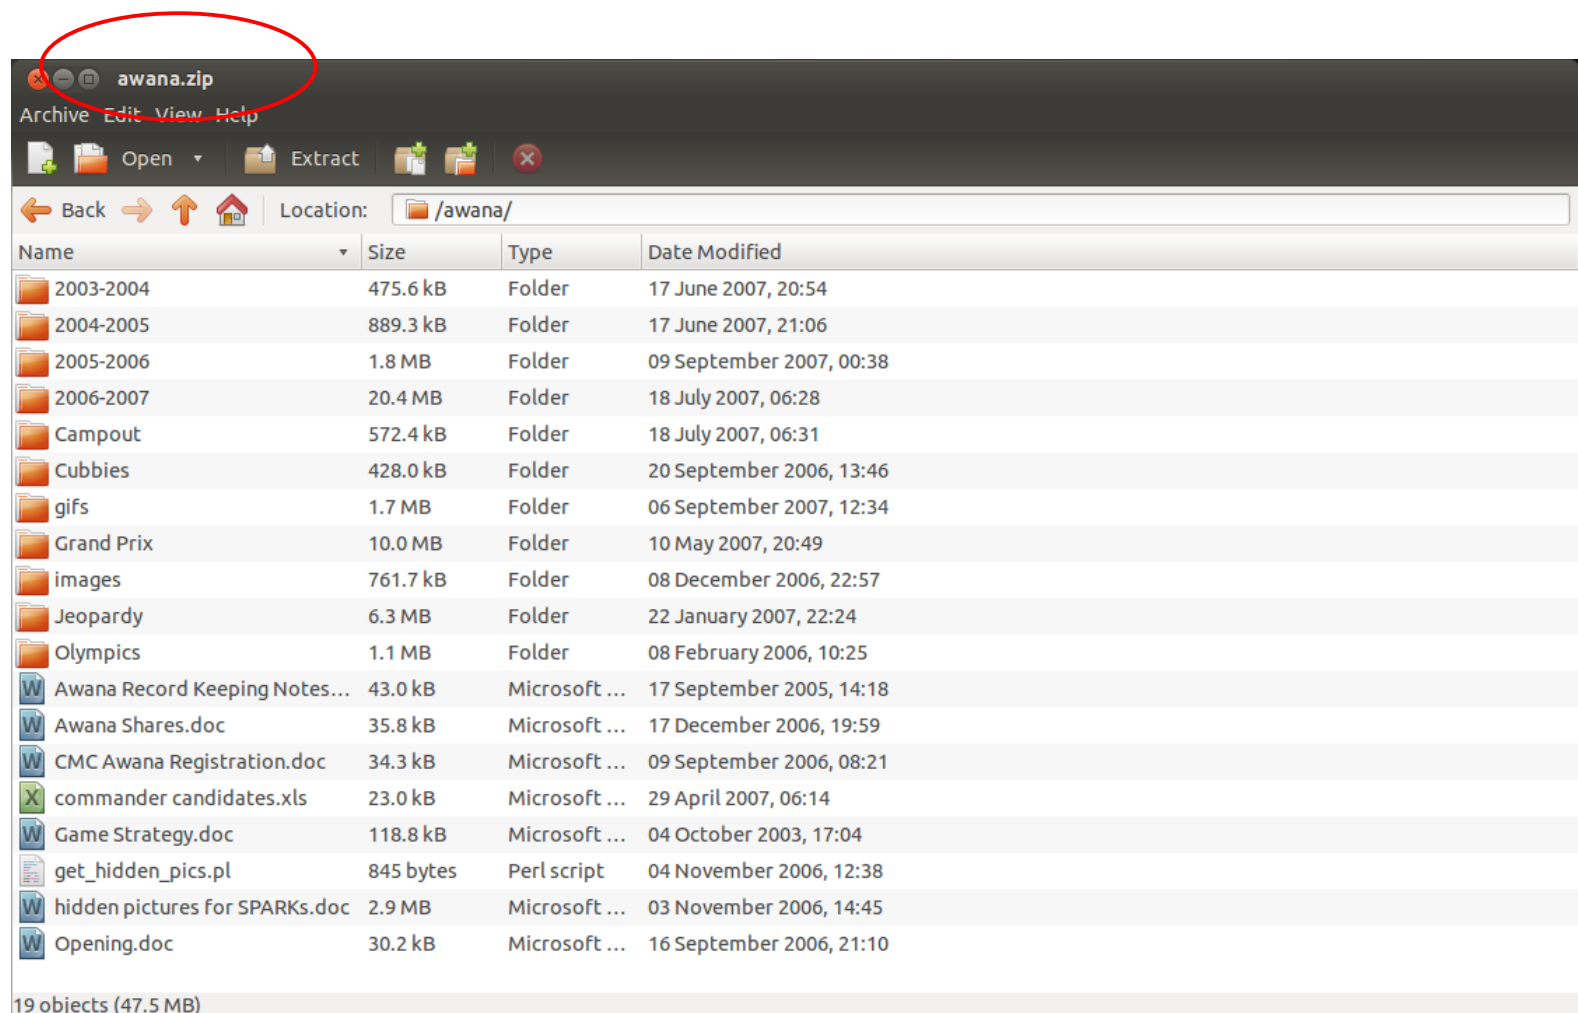 awana.zip
Archive Edit View Help
Open Extract
Back Location: /awana/
Name Size Type Date Modified
2003-2004 475.6 kB Folder 17 June 2007, 20:54
2004-2005 889.3 kB Folder 17 June 2007, 21:06
2005-2006 1.8 MB Folder 09 September 2007, 00:38
2006-2007 20.4 MB Folder 18 July 2007, 06:28
Campout 572.4 kB Folder 18 July 2007, 06:31
Cubbies 428.0 kB Folder 20 September 2006, 13:46
gifs 1.7 MB Folder 06 September 2007, 12:34
Grand Prix 10.0 MB Folder 10 May 2007, 20:49
images 761.7 kB Folder 08 December 2006, 22:57
Jeopardy 6.3 MB Folder 22 January 2007, 22:24
Olympics 1.1 MB Folder 08 February 2006, 10:25
Awana Record Keeping Notes... 43.0 kB Microsoft ... 17 September 2005, 14:18
Awana Shares.doc 35.8 kB Microsoft ... 17 December 2006, 19:59
CMC Awana Registration.doc 34.3 kB Microsoft ... 09 September 2006, 08:21
commander candidates.xls 23.0 kB Microsoft ... 29 April 2007, 06:14
Game Strategy.doc 118.8 kB Microsoft ... 04 October 2003, 17:04
get_hidden_pics.pl 845 bytes Perl script 04 November 2006, 12:38
hidden pictures for SPARKs.doc 2.9 MB Microsoft ... 03 November 2006, 14:45
Opening.doc 30.2 kB Microsoft ... 16 September 2006, 21:10
19 objects (47.5 MB)